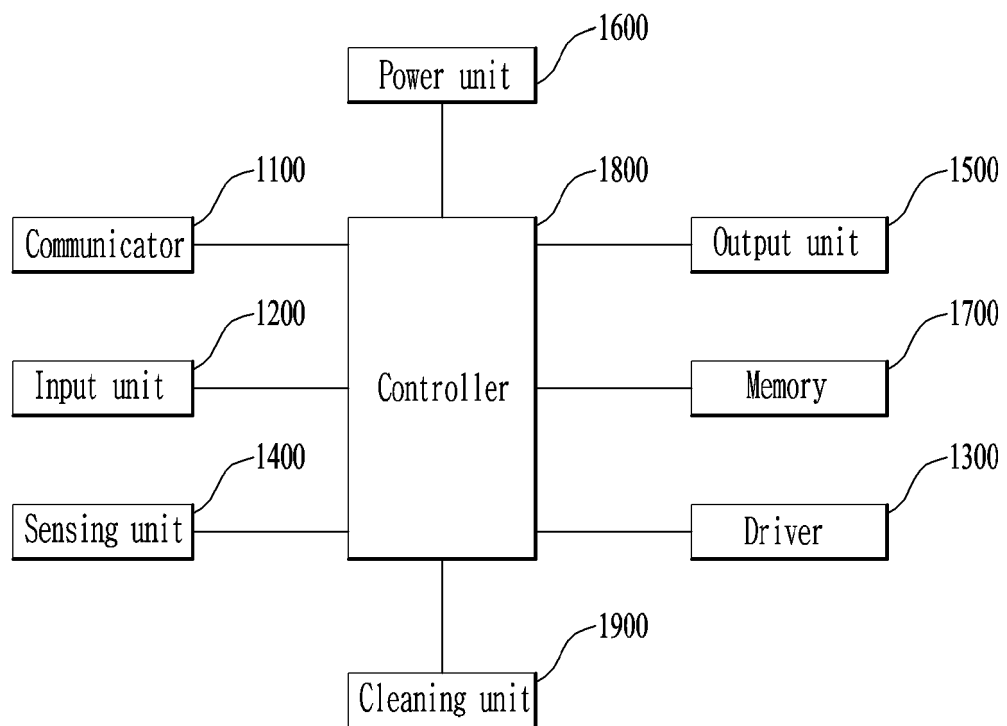 1600
Power unit
1100
1800
1500
Communicator
Output unit
1200
1700
Input unit
Controller
Memory
1400
1300
Sensing unit
Driver
1900
Cleaning unit